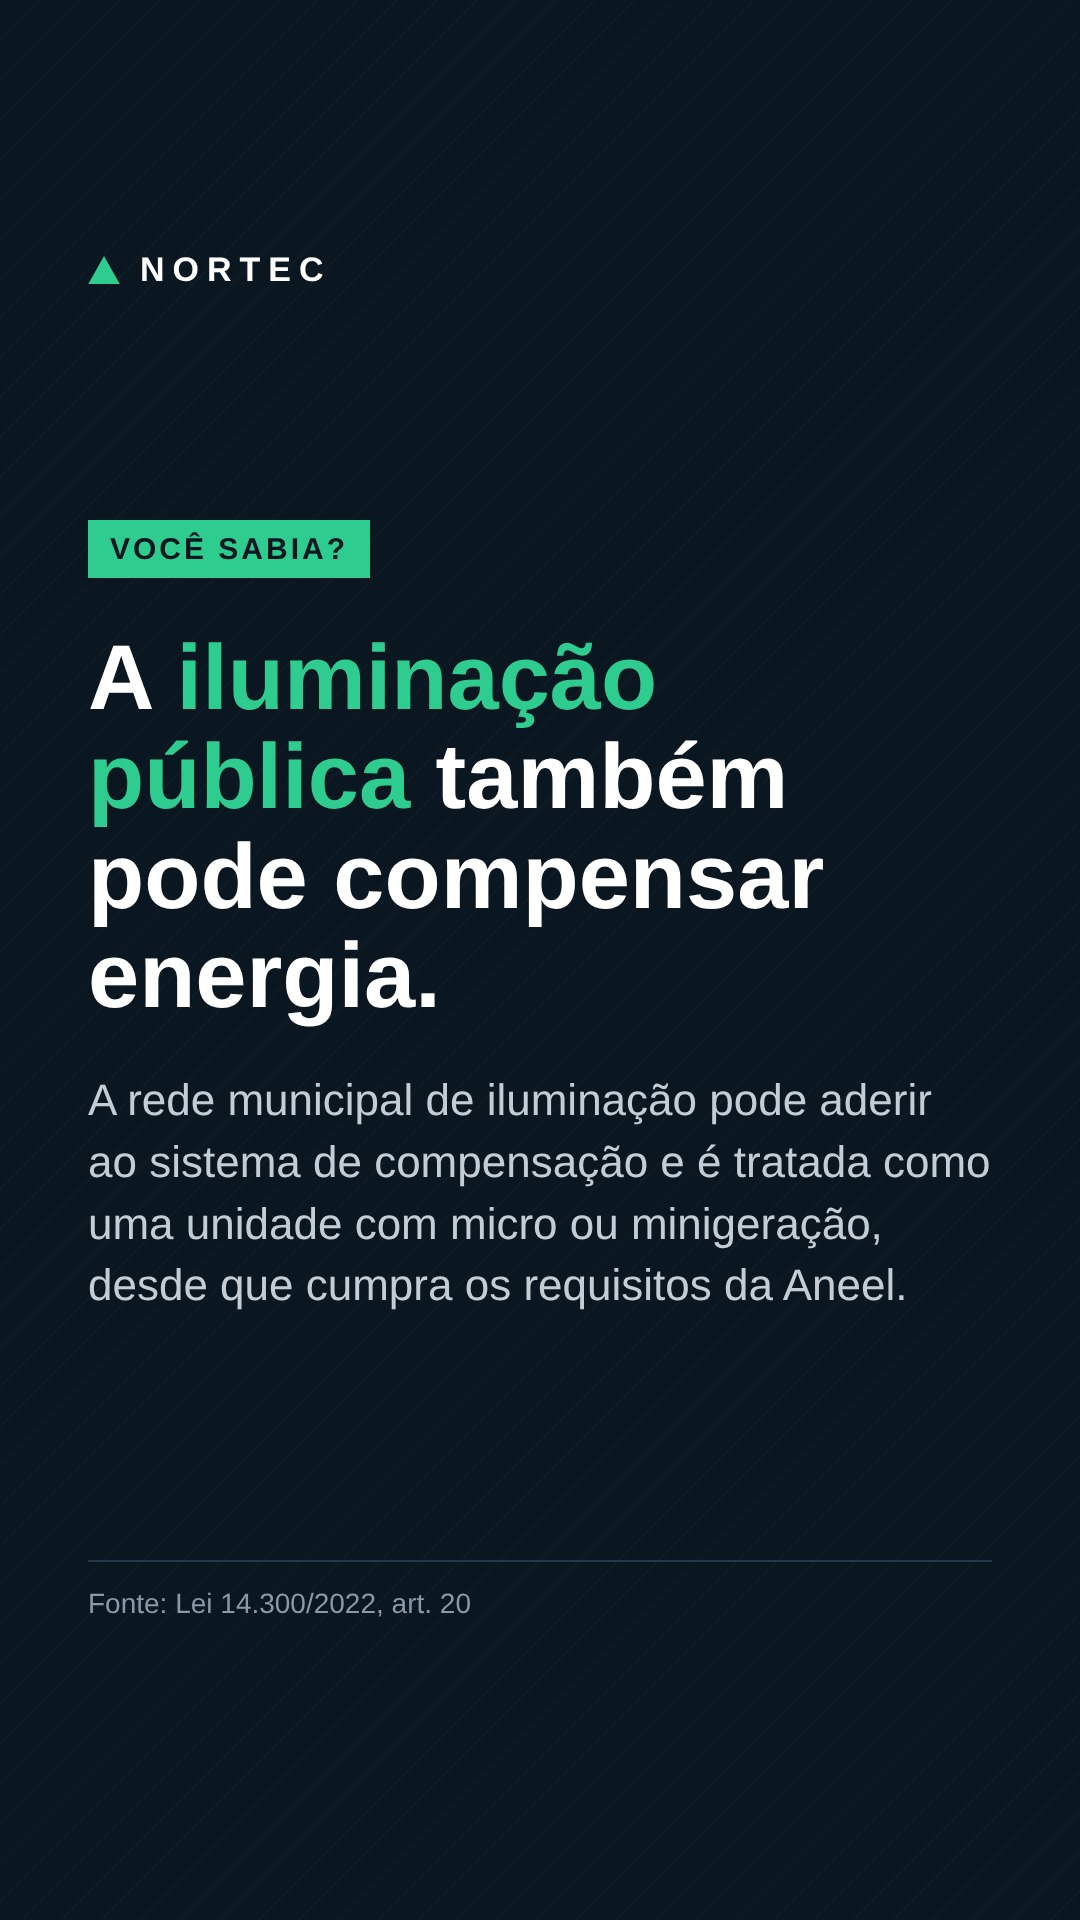 NORTEC
VOCÊ SABIA?
A iluminação
pública também
pode compensar
energia.
A rede municipal de iluminação pode aderir
ao sistema de compensação e é tratada como
uma unidade com micro ou minigeração,
desde que cumpra os requisitos da Aneel.
Fonte: Lei 14.300/2022, art. 20